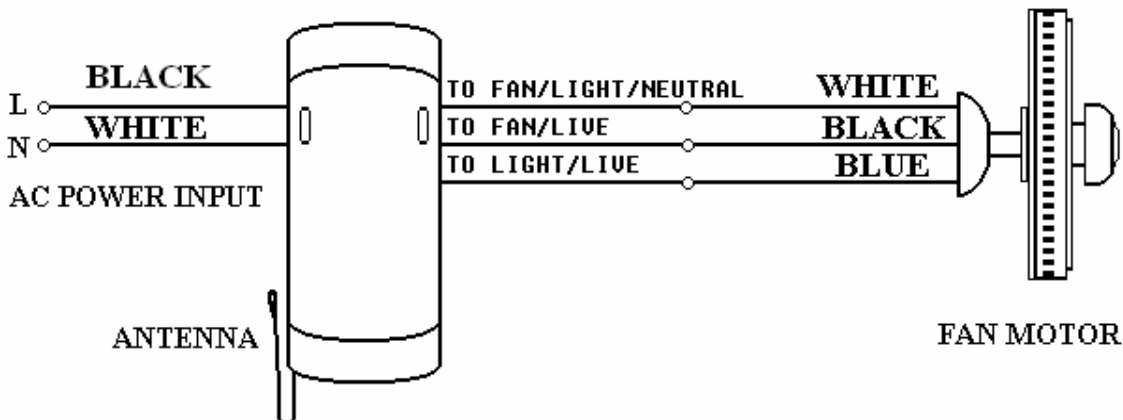 BLACK
L
WHITE
N
AC POWER INPUT
ANTENNA
TO FAN/LIGHT/NEUTRAL
WHITE
TO FAN/LIVE
BLACK
TO LIGHT/LIVE
BLUE
FAN MOTOR